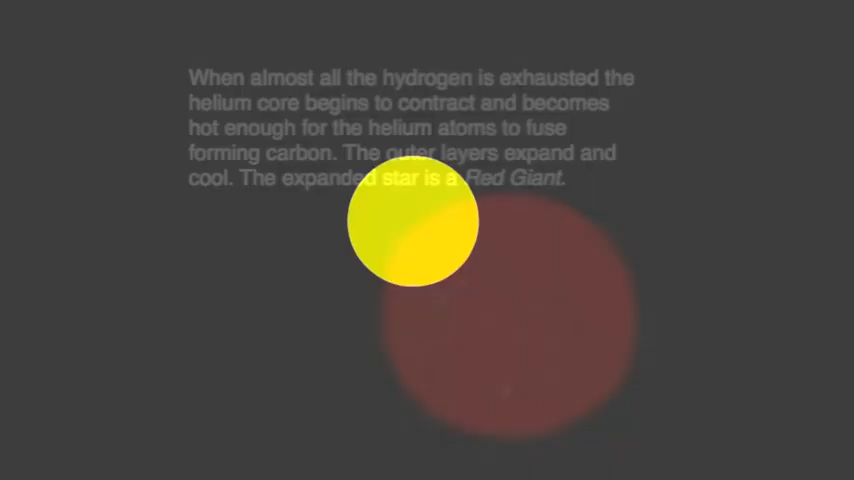 When almost all the hydrogen is exhausted the
helium core begins to contract and becomes
hot enough for the helium atoms to fuse
forming carbon. The outer layers expand and
cool. The expanded star is a Red Giant.